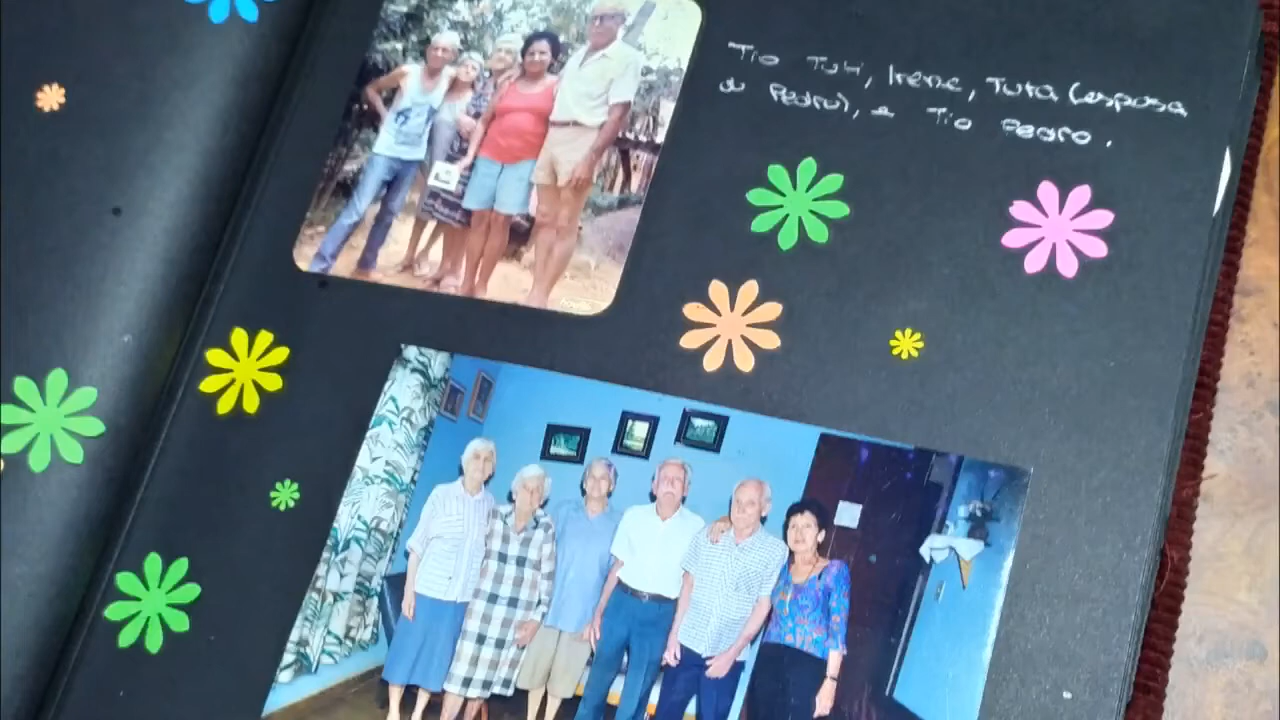 Tio Tuti, Irene, Tuta (esposa
do Pedro), e Tio Pedro.